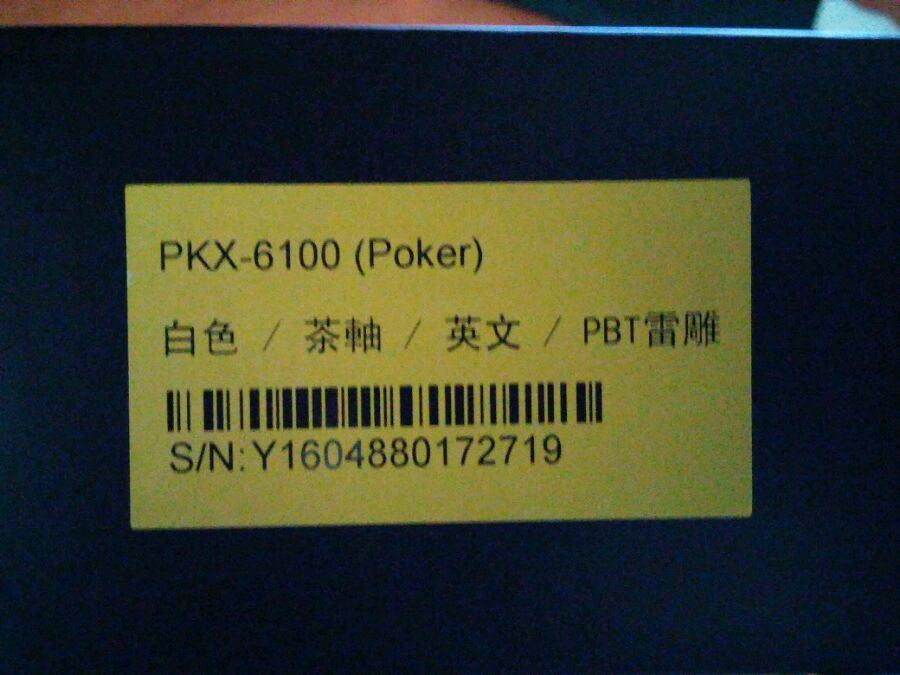 PKX-6100 (Poker)
白色 / 茶軸 / 英文 / PBT雷雕
S/N:Y1604880172719